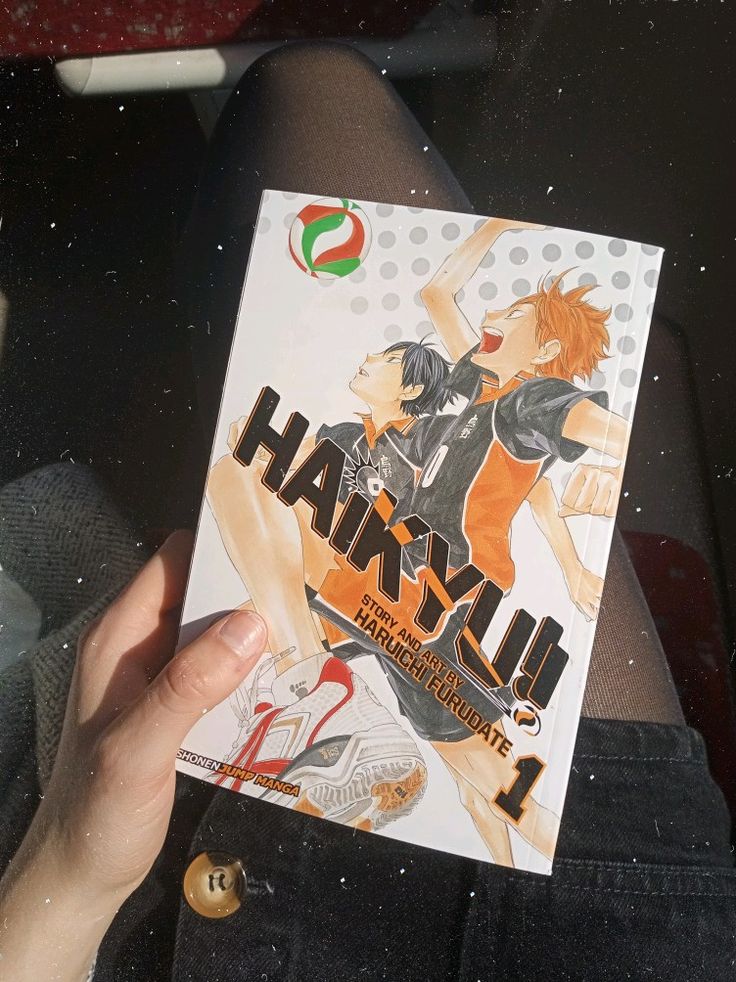 HAIKYU!!
STORY AND ART BY
HARUICHI FURUDATE
1
SHONEN JUMP MANGA